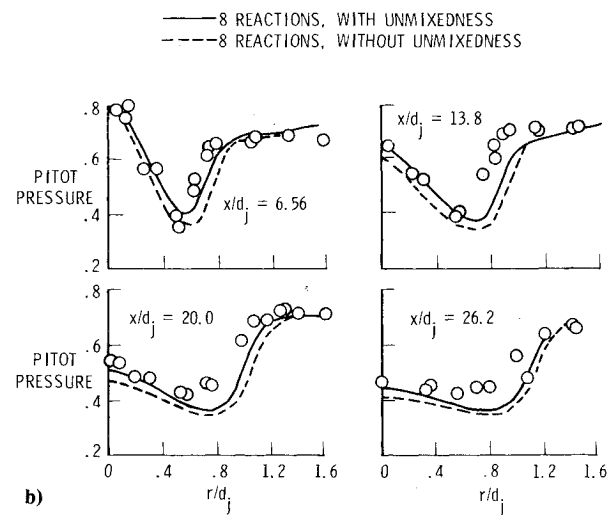 8 REACTIONS, WITH UNMIXEDNESS
8 REACTIONS, WITHOUT UNMIXEDNESS
.8
.6
PITOT
PRESSURE
.4
.2
x/dj = 6.56
x/dj = 13.8
.8
.6
PITOT
PRESSURE
.4
.2
x/dj = 20.0
x/dj = 26.2
0 .4 .8 1.2 1.6
0 .4 .8 1.2 1.6
r/dj
r/dj
b)